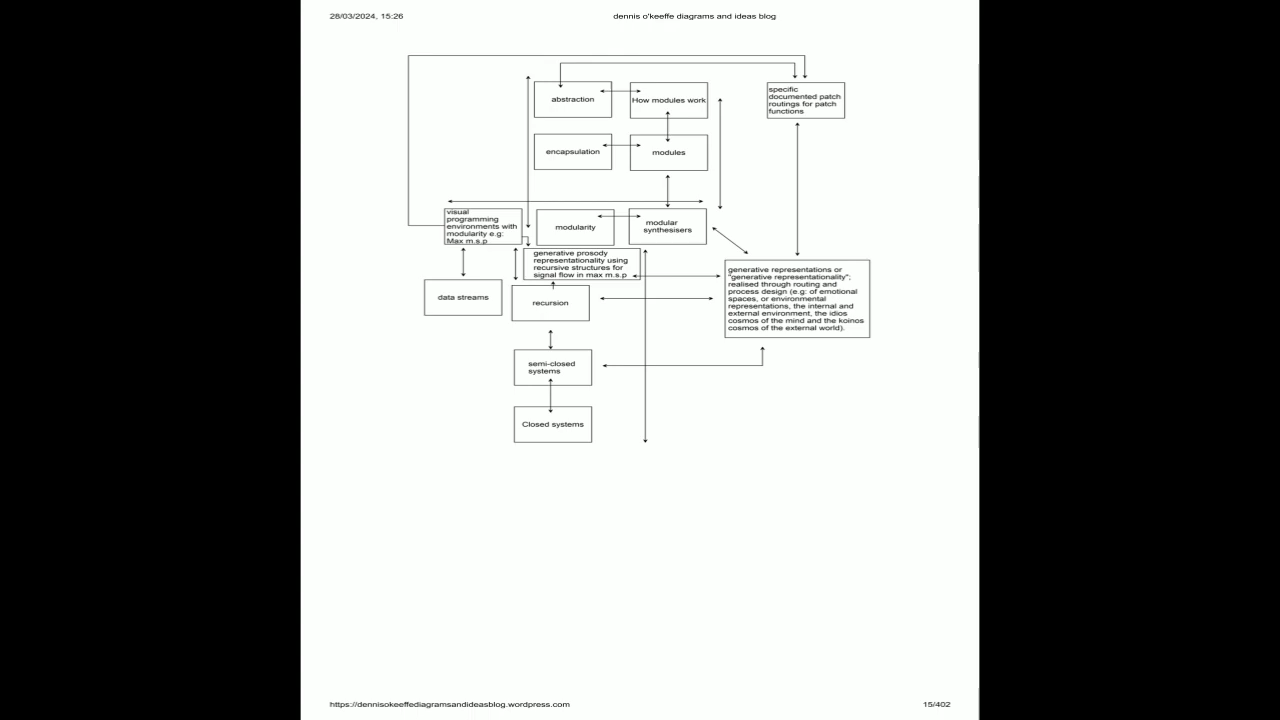 28/03/2024, 15:26
dennis o'keeffe diagrams and ideas blog
abstraction
How modules work
specific
documented patch
routings for patch
functions
encapsulation
modules
visual
programming
environments with
modularity e.g:
Max m.s.p
modularity
modular
synthesisers
generative prosody
representationality using
recursive structures for
signal flow in max m.s.p
generative representations or
"generative representationality";
realised through routing and
process design (e.g: of emotional
spaces, or environmental
representations, the internal and
external environment, the idios
cosmos of the mind and the koinos
cosmos of the external world).
data streams
recursion
semi-closed
systems
Closed systems
https://dennisokeeffediagramsandideasblog.wordpress.com
15/402